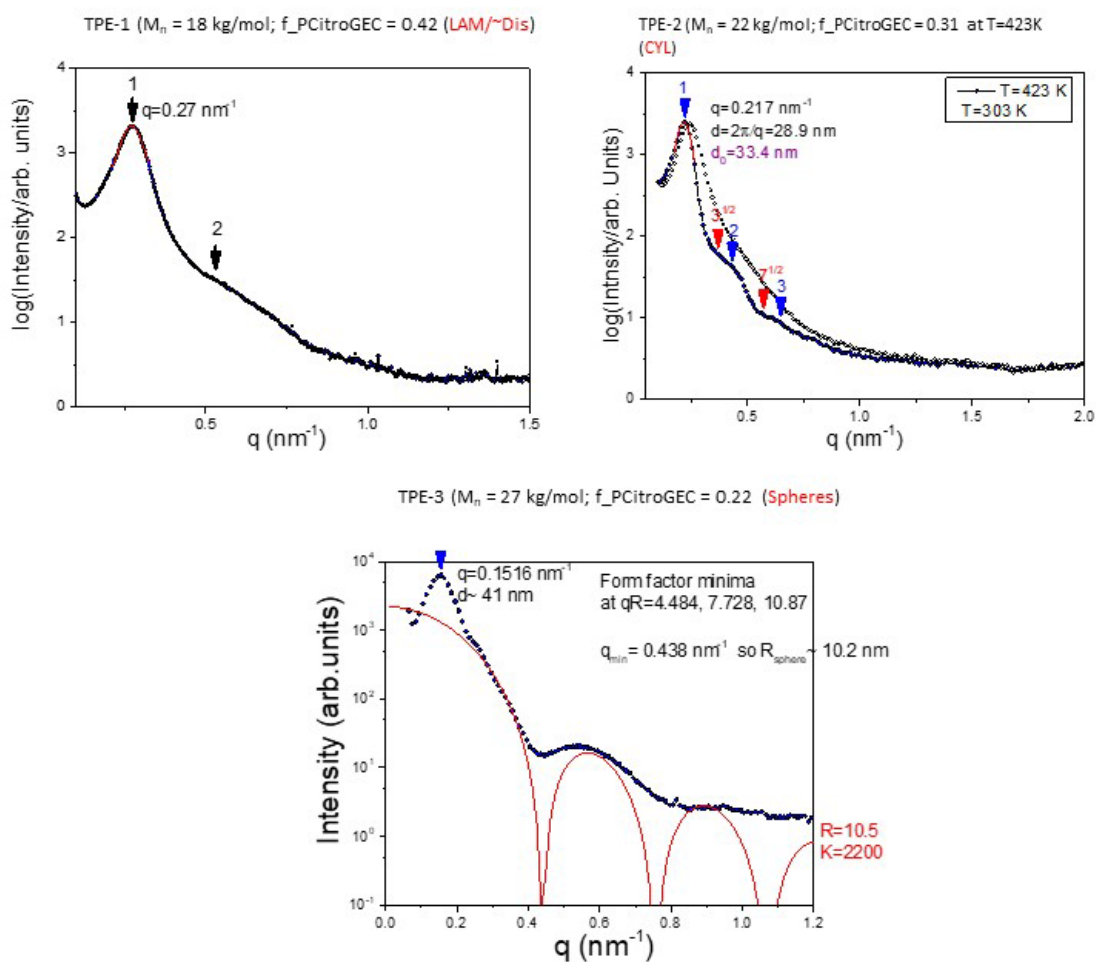 TPE-1 (Mₙ = 18 kg/mol; f_PCitroGEC = 0.42 (LAM/~Dis)
4
3
2
1
0
log(Intensity/arb. units)
1
q=0.27 nm⁻¹
2
0.5
1.0
1.5
q (nm⁻¹)
TPE-2 (Mₙ = 22 kg/mol; f_PCitroGEC = 0.31 at T=423K
(CYL)
4
3
2
1
0
log(Intnsity/arb. Units)
1
q=0.217 nm⁻¹
d=2π/q=28.9 nm
d₀=33.4 nm
T=423 K
T=303 K
3^1/2
2
7^1/2
3
0.5
1.0
1.5
2.0
q (nm⁻¹)
TPE-3 (Mₙ = 27 kg/mol; f_PCitroGEC = 0.22 (Spheres)
10⁴
10³
10²
10¹
10⁰
10⁻¹
Intensity (arb.units)
q=0.1516 nm⁻¹
d~ 41 nm
Form factor minima
at qR=4.484, 7.728, 10.87
q_min = 0.438 nm⁻¹ so R_sphere ~ 10.2 nm
R=10.5
K=2200
0.0
0.2
0.4
0.6
0.8
1.0
1.2
q (nm⁻¹)